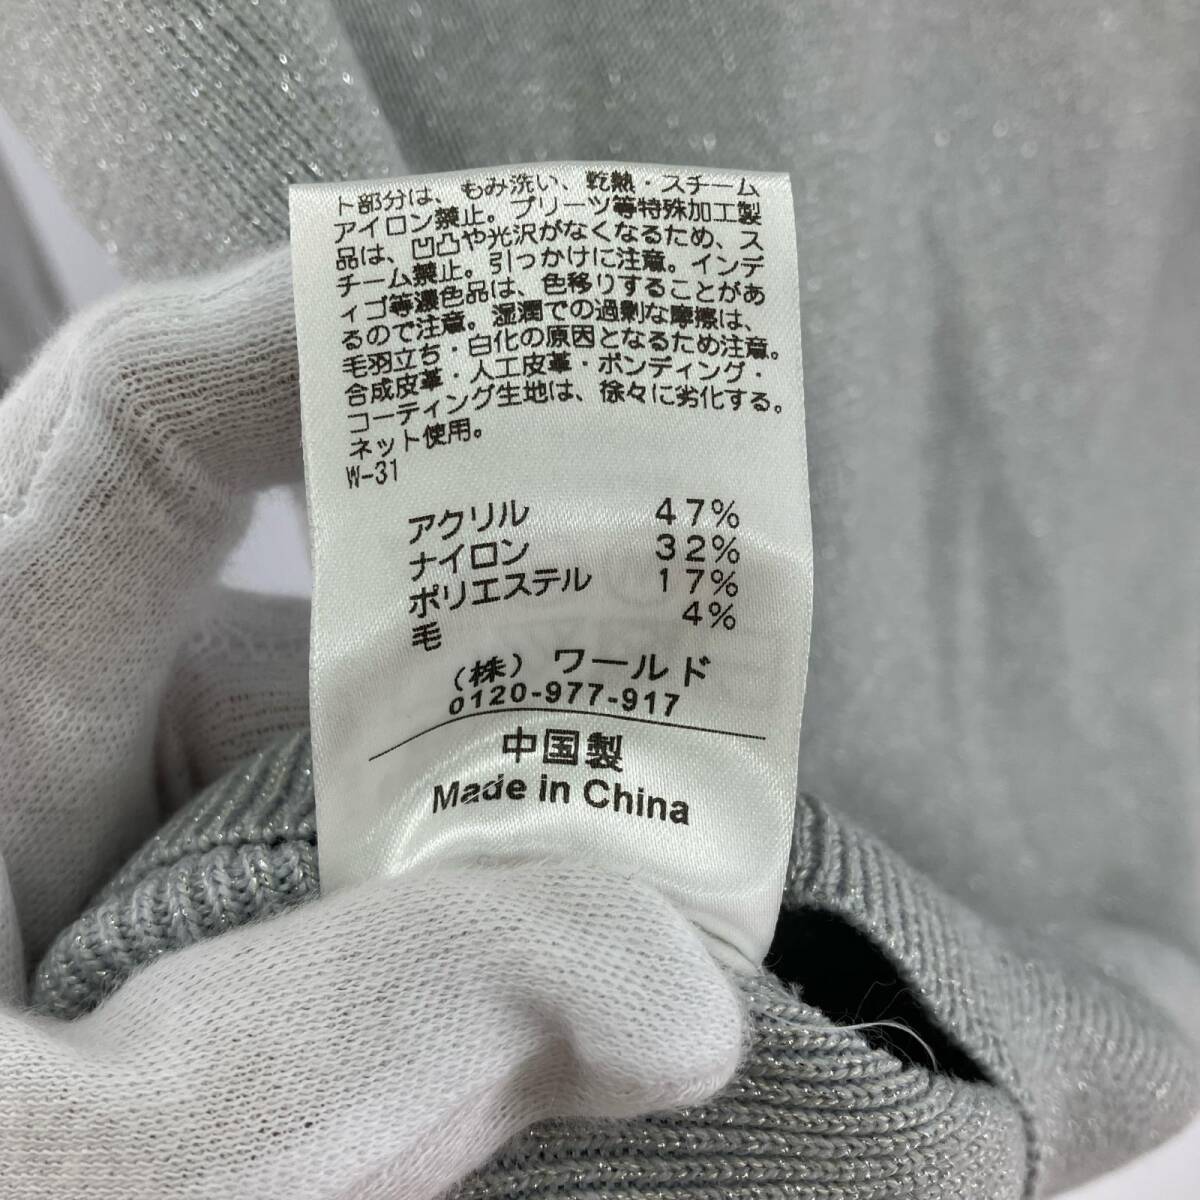 ト部分は、もみ洗い、乾熱・スチーム
アイロン禁止。プリーツ等特殊加工製
品は、凹凸や光沢がなくなるため、ス
チーム禁止。引っかけに注意。インデ
ィゴ等濃色品は、色移りすることがあ
るので注意。湿潤での過剰な摩擦は、
毛羽立ち・白化の原因となるため注意。
合成皮革・人工皮革・ボンディング・
コーティング生地は、徐々に劣化する。
ネット使用。
W-31
アクリル 47%
ナイロン 32%
ポリエステル 17%
毛 4%
(株) ワールド
0120-977-917
中国製
Made in China